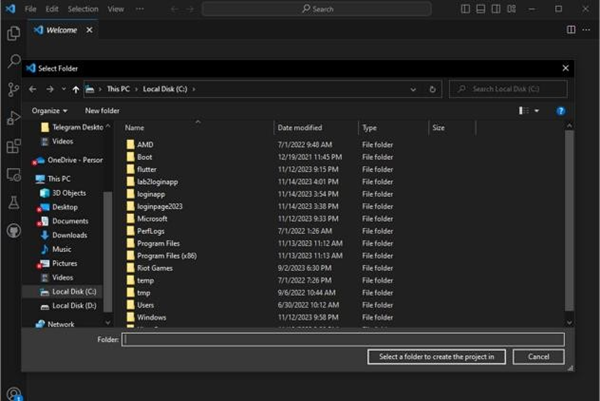 File Edit Selection View ··· Search
Welcome
Select Folder
This PC Local Disk (C:) Search Local Disk (C:)
Organize New folder
Name Date modified Type Size
Telegram Deskto
Videos
OneDrive - Person
This PC
3D Objects
Desktop
Documents
Downloads
Music
Pictures
Videos
Local Disk (C:)
Local Disk (D:)
Network
AMD 7/1/2022 9:48 AM File folder
Boot 12/19/2021 11:45 PM File folder
flutter 11/12/2023 9:15 PM File folder
lab2loginapp 11/14/2023 4:01 PM File folder
loginapp 11/14/2023 3:54 PM File folder
loginpage2023 11/14/2023 3:38 PM File folder
Microsoft 11/12/2023 9:33 PM File folder
PerfLogs 7/1/2022 1:26 AM File folder
Program Files 11/13/2023 11:12 AM File folder
Program Files (x86) 11/13/2023 11:13 AM File folder
Riot Games 9/2/2023 6:30 PM File folder
temp 7/1/2022 7:26 PM File folder
tmp 9/6/2022 10:44 AM File folder
Users 6/30/2022 10:12 AM File folder
Windows 11/12/2023 9:58 PM File folder
Folder:
Select a folder to create the project in Cancel
1